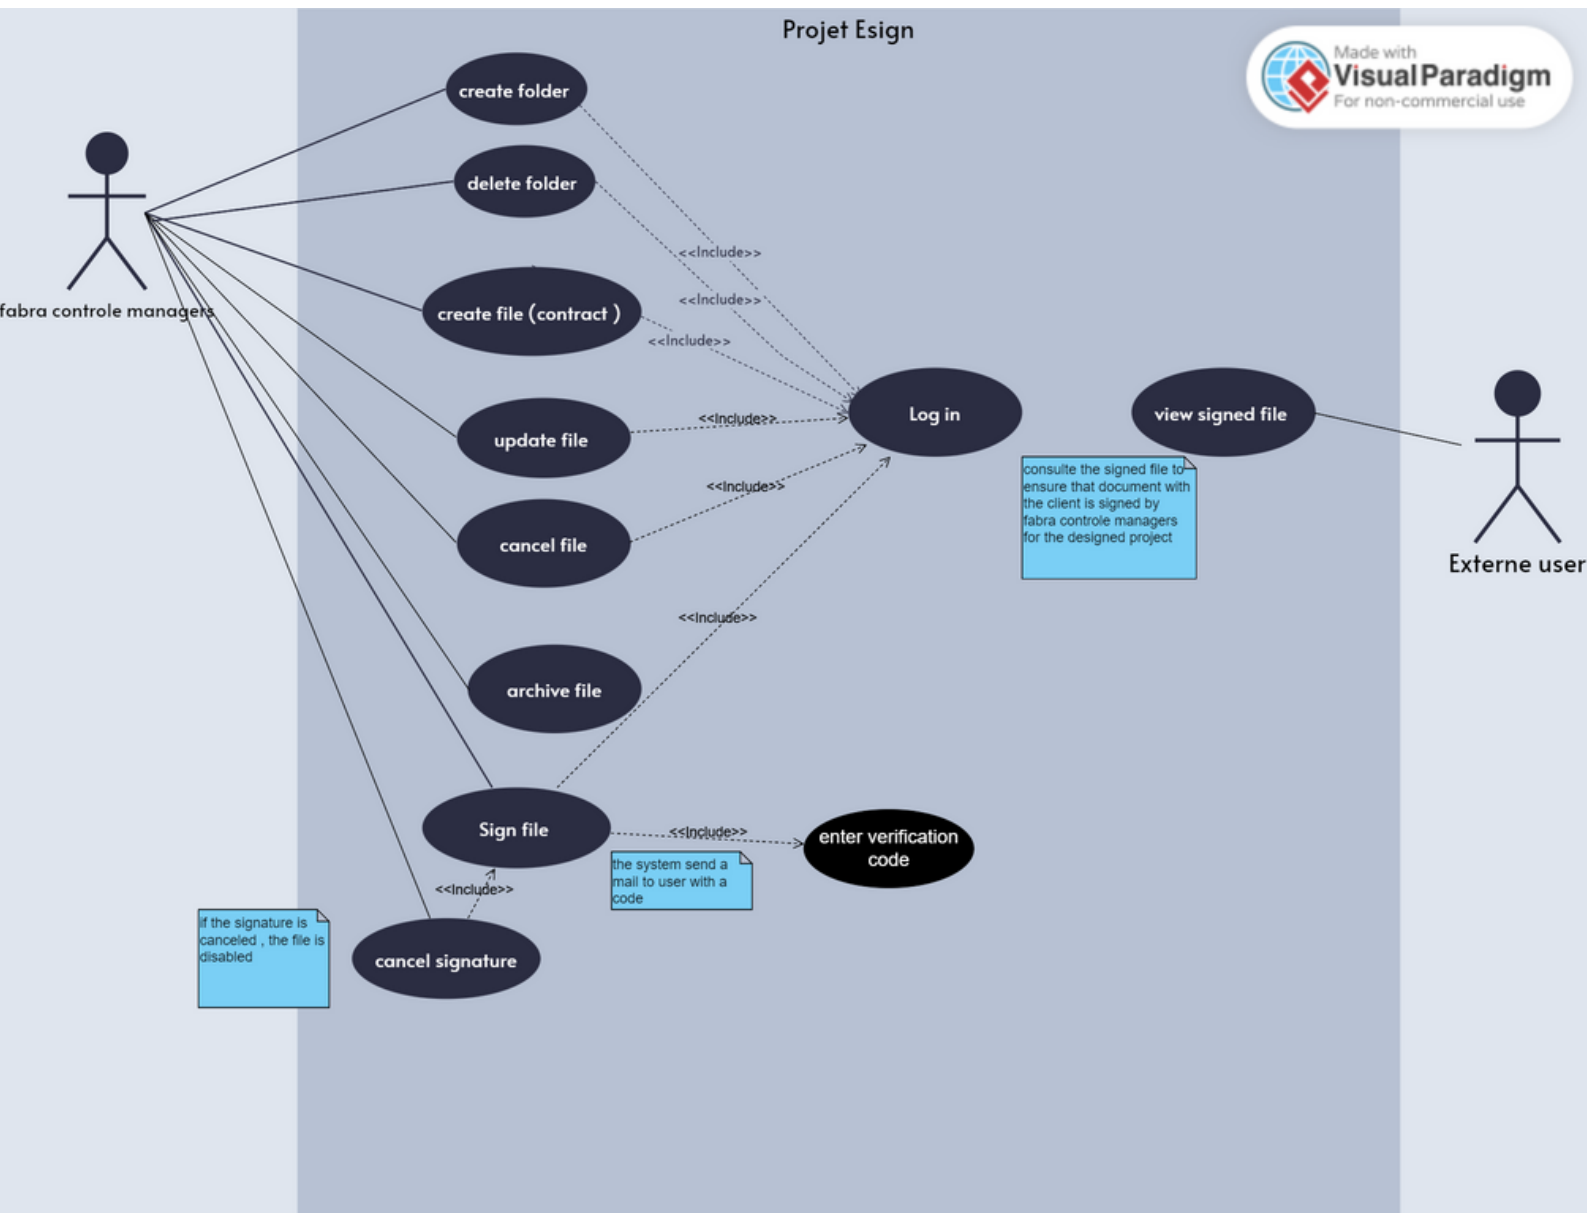 Projet Esign
Made with
Visual Paradigm
For non-commercial use
create folder
delete folder
<<Include>>
<<Include>>
fabra controle managers
create file (contract )
<<Include>>
update file
<<Include>>
Log in
view signed file
consulte the signed file to
ensure that document with
the client is signed by
fabra controle managers
for the designed project
Externe user
<<Include>>
cancel file
<<Include>>
archive file
Sign file
<<Include>>
enter verification
code
the system send a
mail to user with a
code
<<Include>>
if the signature is
canceled , the file is
disabled
cancel signature